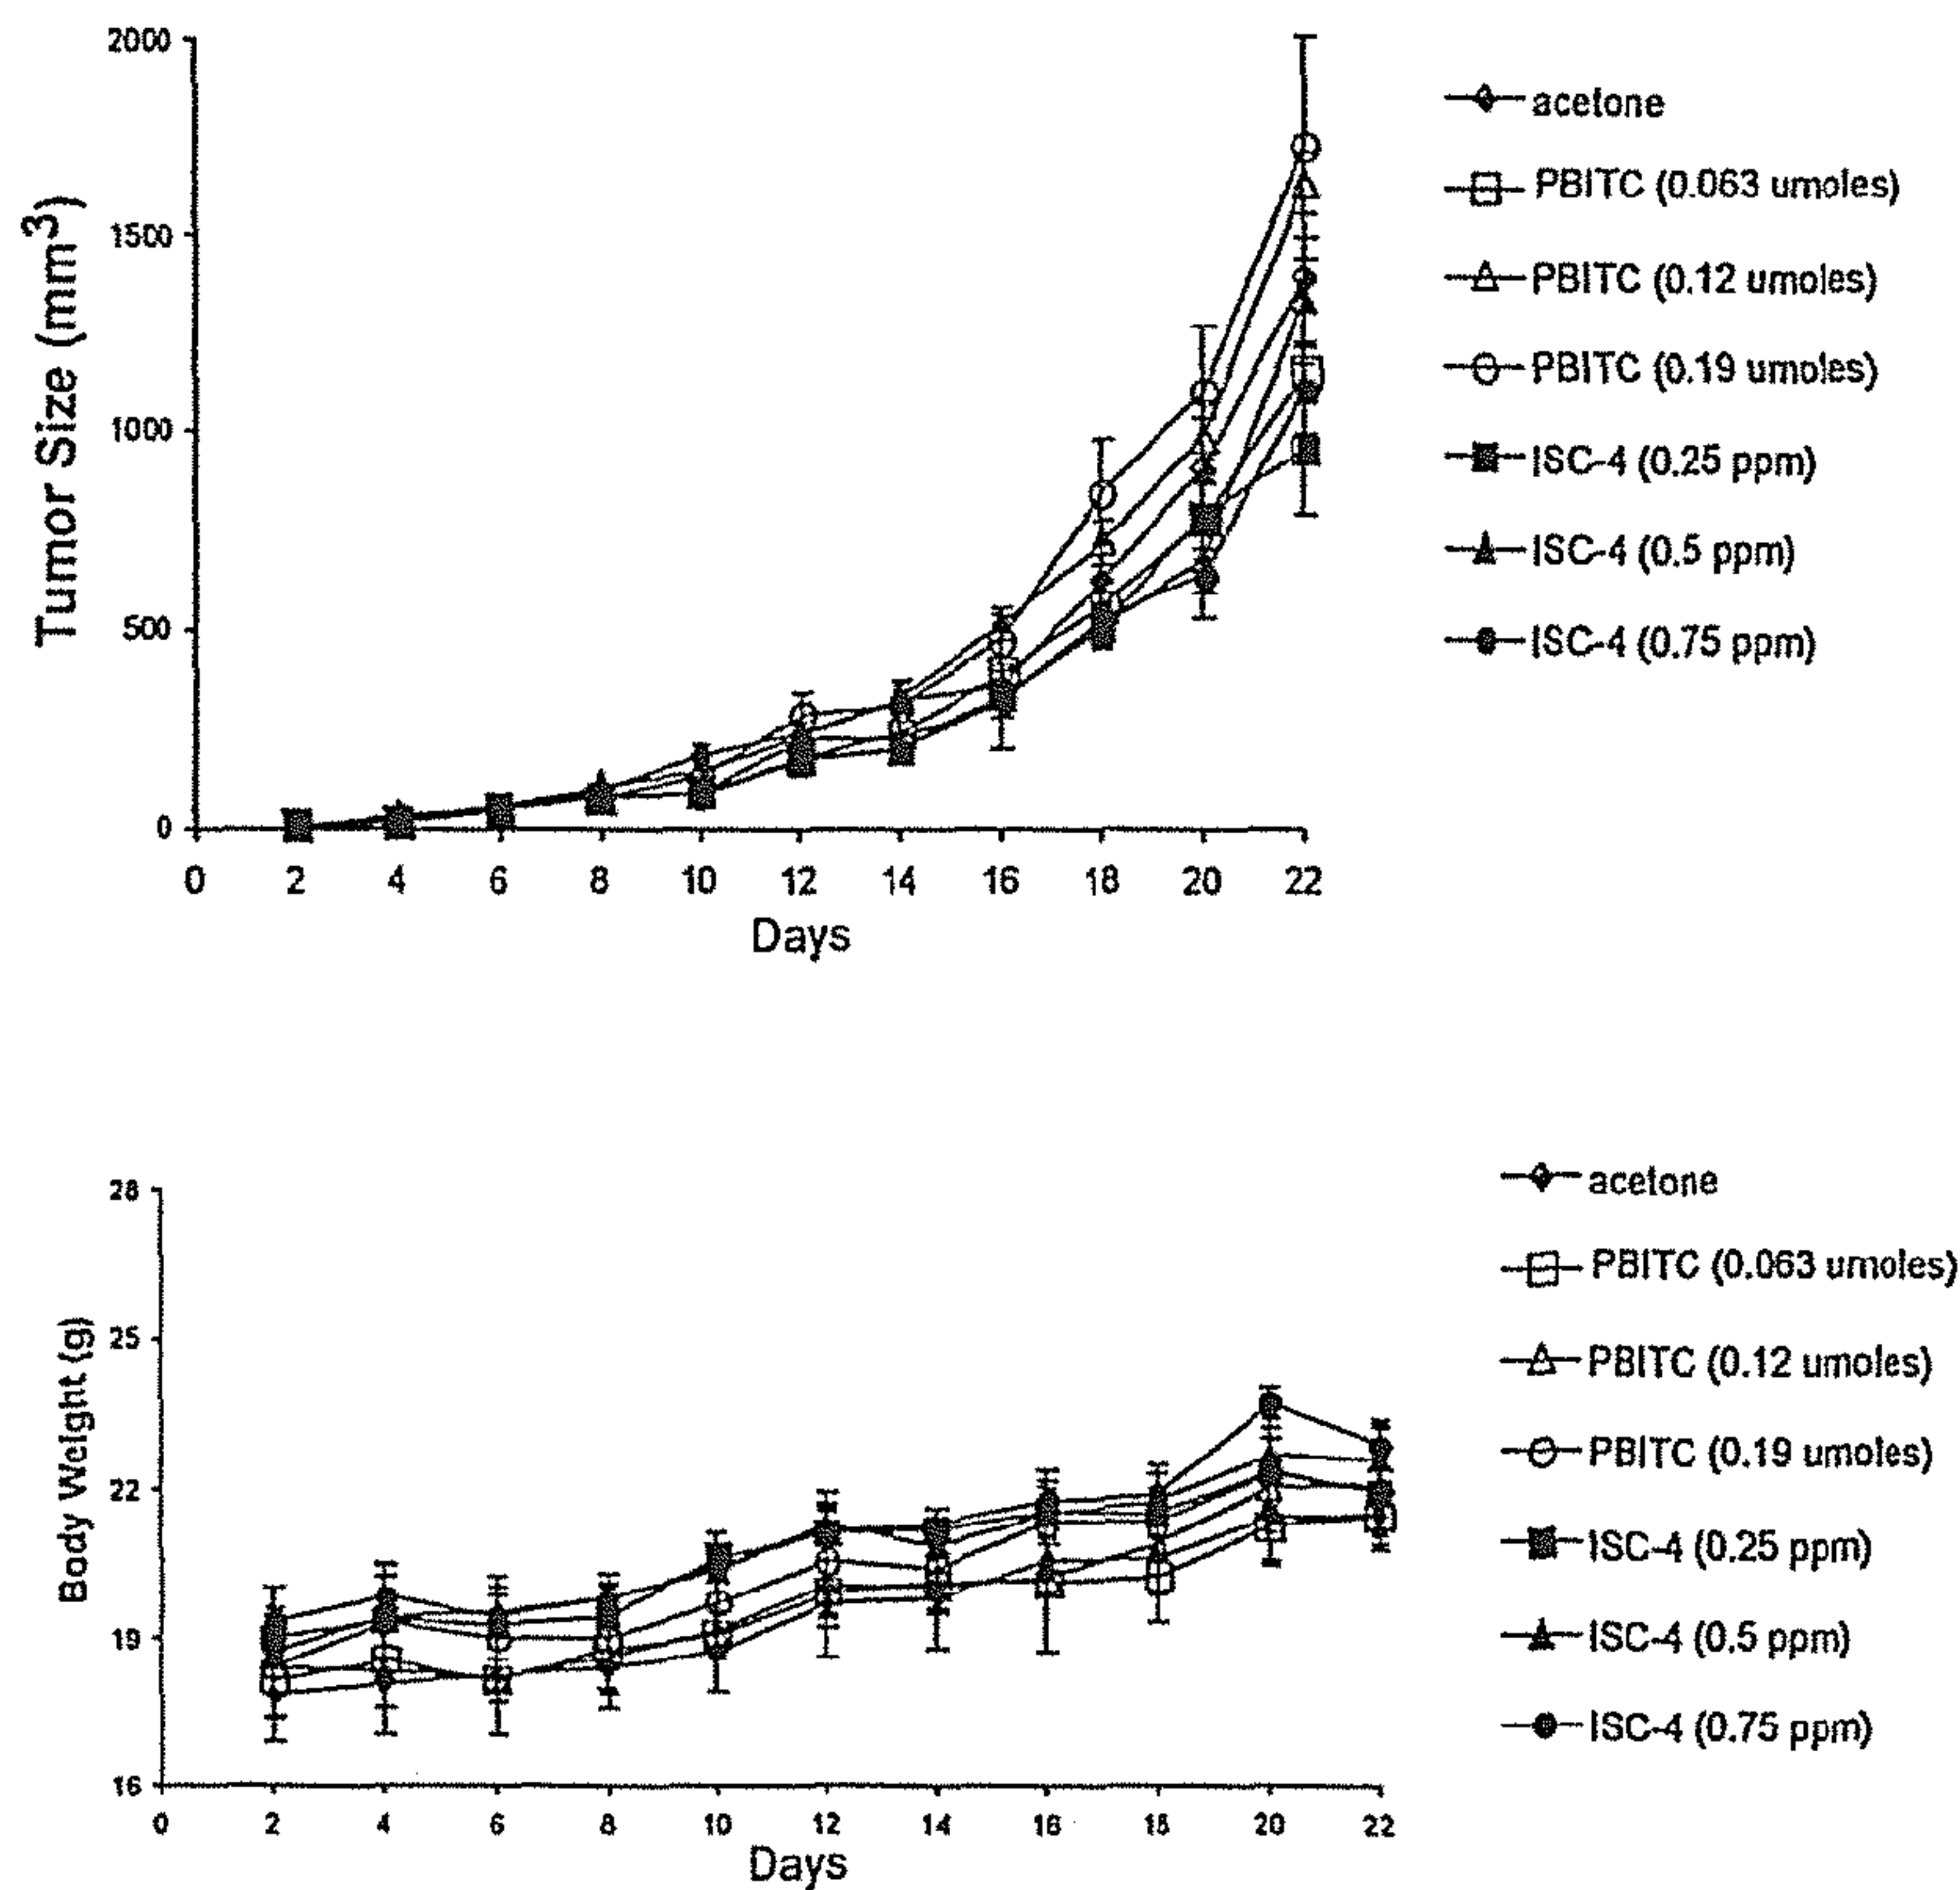 2000
1500
1000
500
0
Tumor Size (mm³)
0 2 4 6 8 10 12 14 16 18 20 22
Days
acetone
PBITC (0.063 umoles)
PBITC (0.12 umoles)
PBITC (0.19 umoles)
ISC-4 (0.25 ppm)
ISC-4 (0.5 ppm)
ISC-4 (0.75 ppm)
28
25
22
19
16
Body Weight (g)
0 2 4 6 8 10 12 14 16 18 20 22
Days
acetone
PBITC (0.063 umoles)
PBITC (0.12 umoles)
PBITC (0.19 umoles)
ISC-4 (0.25 ppm)
ISC-4 (0.5 ppm)
ISC-4 (0.75 ppm)